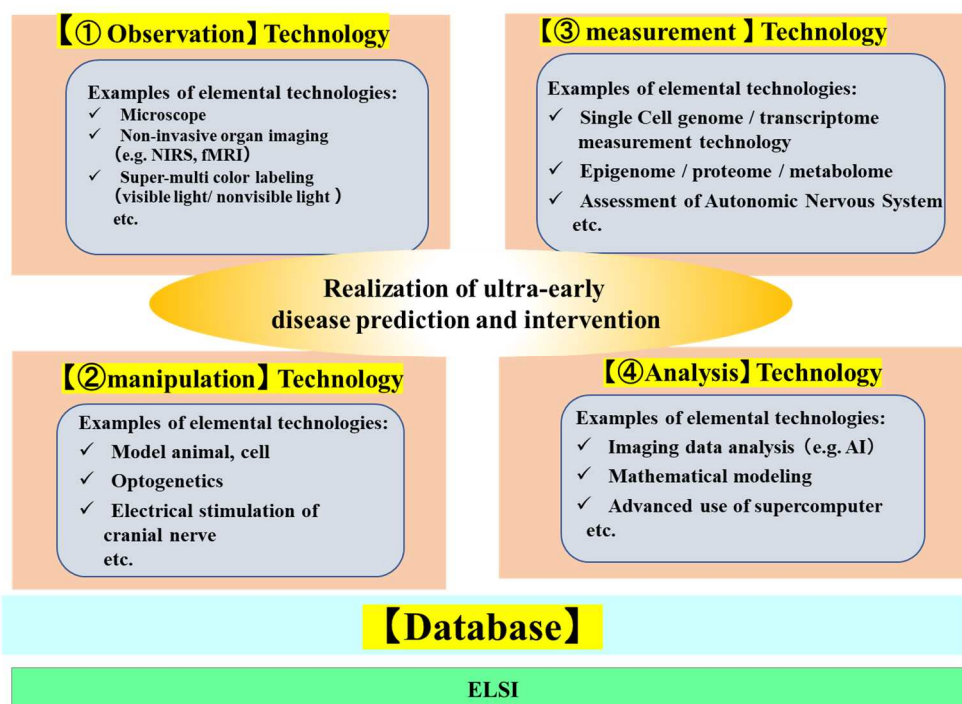 【① Observation】Technology
Examples of elemental technologies:
✓ Microscope
✓ Non-invasive organ imaging
（e.g. NIRS, fMRI）
✓ Super-multi color labeling
（visible light/ nonvisible light ）
etc.
【③ measurement 】Technology
Examples of elemental technologies:
✓ Single Cell genome / transcriptome
measurement technology
✓ Epigenome / proteome / metabolome
✓ Assessment of Autonomic Nervous System
etc.
Realization of ultra-early
disease prediction and intervention
【②manipulation】Technology
Examples of elemental technologies:
✓ Model animal, cell
✓ Optogenetics
✓ Electrical stimulation of
cranial nerve
etc.
【④Analysis】Technology
Examples of elemental technologies:
✓ Imaging data analysis（e.g. AI）
✓ Mathematical modeling
✓ Advanced use of supercomputer
etc.
【Database】
ELSI